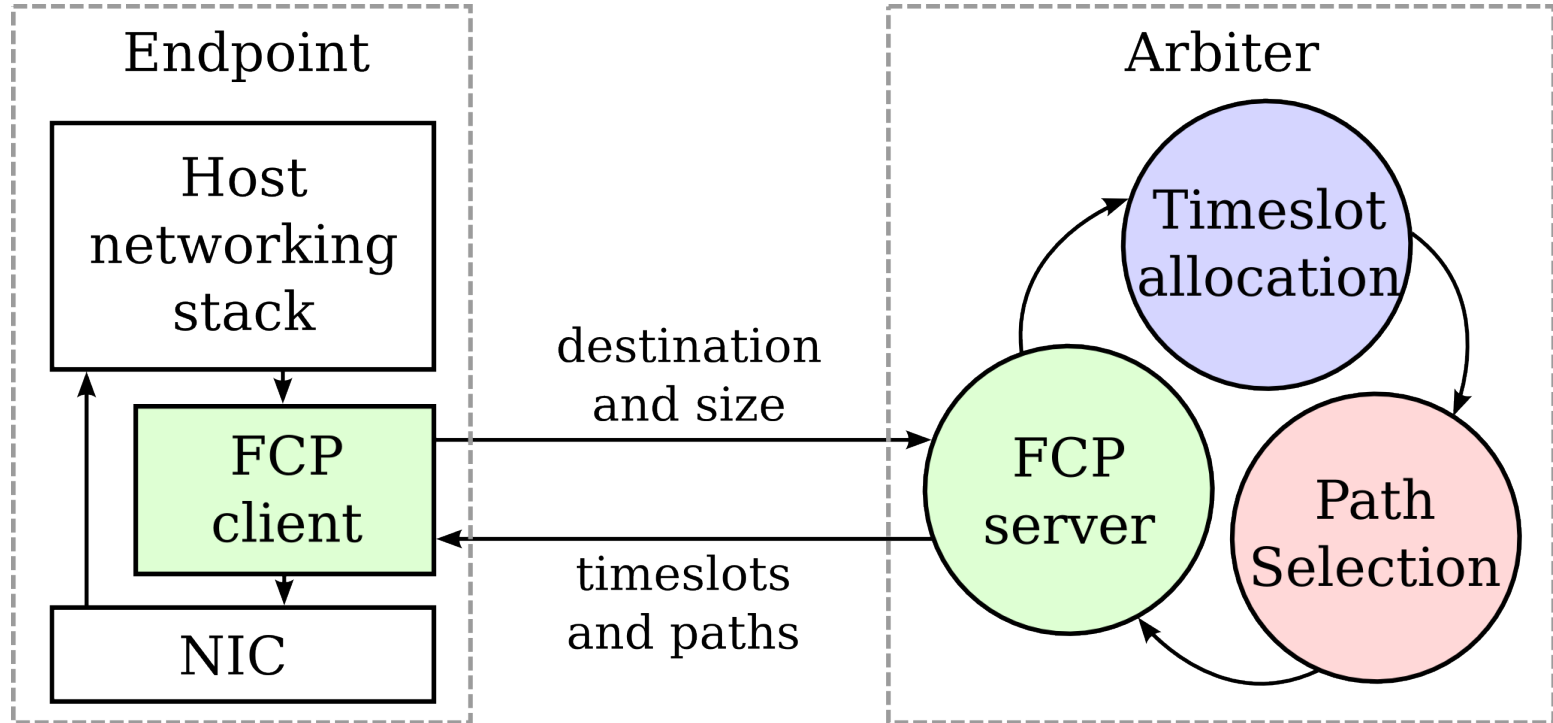 Endpoint
Host
networking
stack
FCP
client
NIC
destination
and size
timeslots
and paths
Arbiter
Timeslot
allocation
FCP
server
Path
Selection